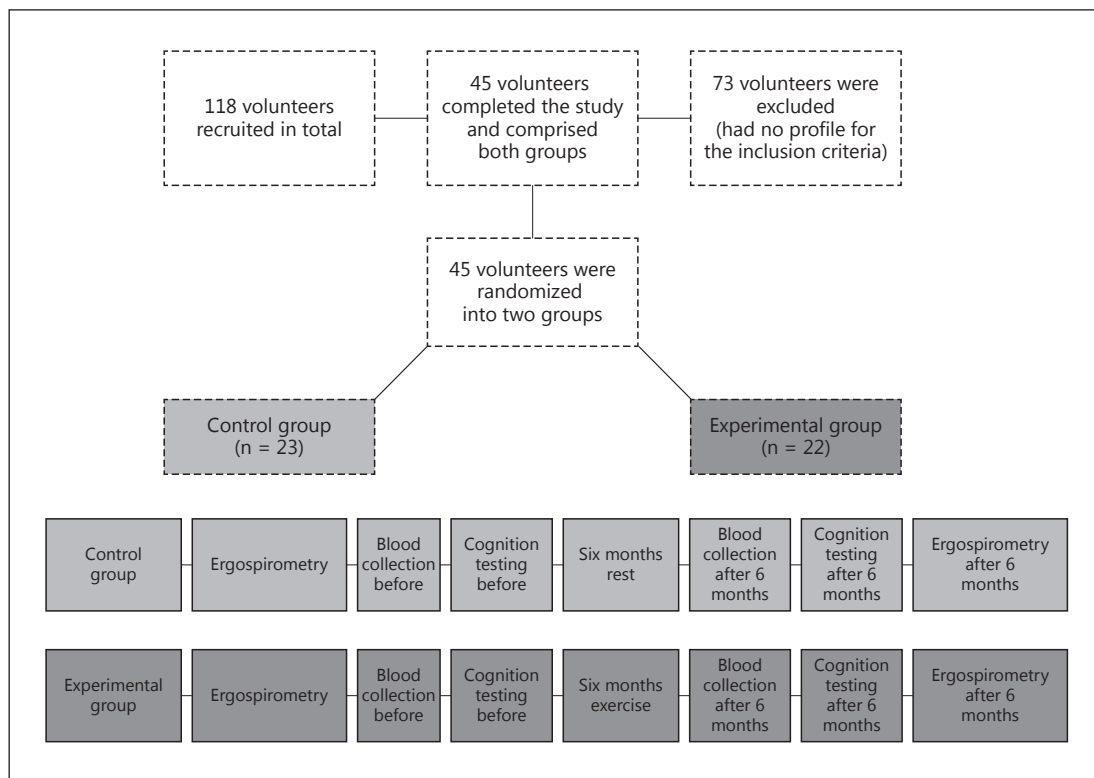 118 volunteers
recruited in total
45 volunteers
completed the study
and comprised
both groups
73 volunteers were
excluded
(had no profile for
the inclusion criteria)
45 volunteers were
randomized
into two groups
Control group
(n = 23)
Experimental group
(n = 22)
Control
group
Ergospirometry
Blood
collection
before
Cognition
testing
before
Six months
rest
Blood
collection
after 6
months
Cognition
testing
after 6
months
Ergospirometry
after 6
months
Experimental
group
Ergospirometry
Blood
collection
before
Cognition
testing
before
Six months
exercise
Blood
collection
after 6
months
Cognition
testing
after 6
months
Ergospirometry
after 6
months